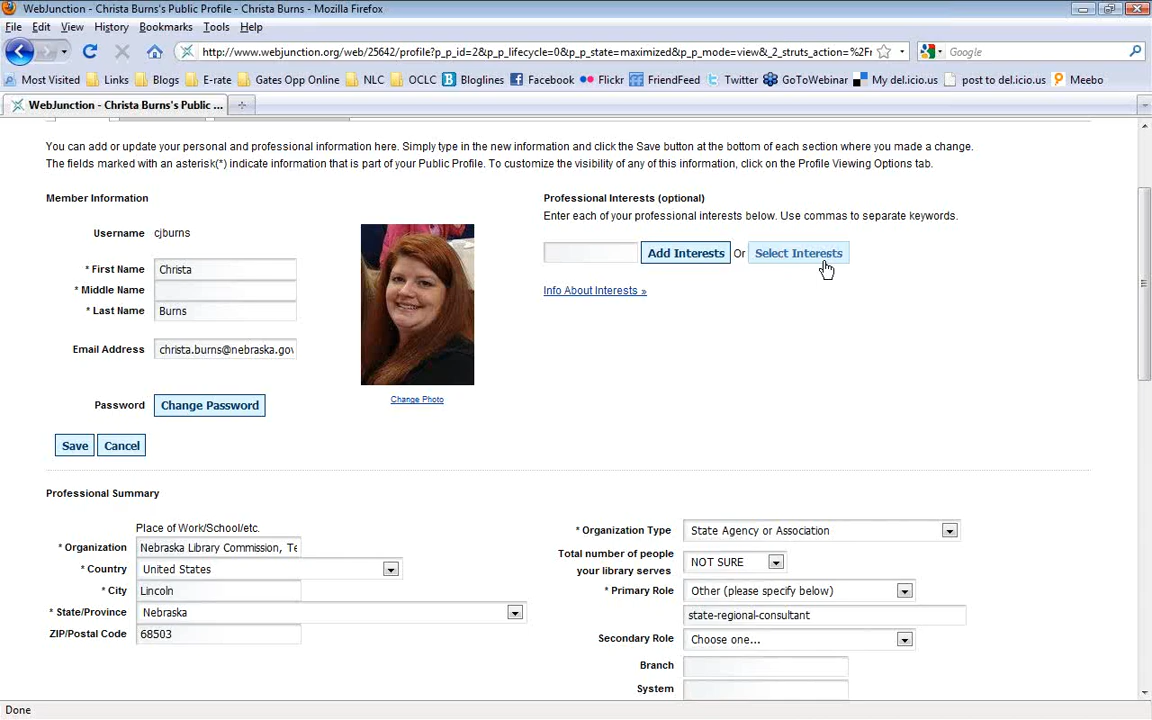 WebJunction - Christa Burns's Public Profile - Christa Burns - Mozilla Firefox
File Edit View History Bookmarks Tools Help
http://www.webjunction.org/web/25642/profile?p_p_id=2&p_p_lifecycle=0&p_p_state=maximized&p_p_mode=view&_2_struts_action=%2Fr
Google
Most Visited Links Blogs E-rate Gates Opp Online NLC OCLC Bloglines Facebook Flickr FriendFeed Twitter GoToWebinar My del.icio.us post to del.icio.us Meebo
WebJunction - Christa Burns's Public ...
You can add or update your personal and professional information here. Simply type in the new information and click the Save button at the bottom of each section where you made a change.
The fields marked with an asterisk(*) indicate information that is part of your Public Profile. To customize the visibility of any of this information, click on the Profile Viewing Options tab.
Member Information
Username cjburns
* First Name Christa
* Middle Name
* Last Name Burns
Email Address christa.burns@nebraska.gov
Password Change Password
Change Photo
Save Cancel
Professional Interests (optional)
Enter each of your professional interests below. Use commas to separate keywords.
Add Interests Or Select Interests
Info About Interests »
Professional Summary
Place of Work/School/etc.
* Organization Nebraska Library Commission, Te
* Country United States
* City Lincoln
* State/Province Nebraska
ZIP/Postal Code 68503
* Organization Type State Agency or Association
Total number of people
your library serves NOT SURE
* Primary Role Other (please specify below)
state-regional-consultant
Secondary Role Choose one...
Branch
System
Done